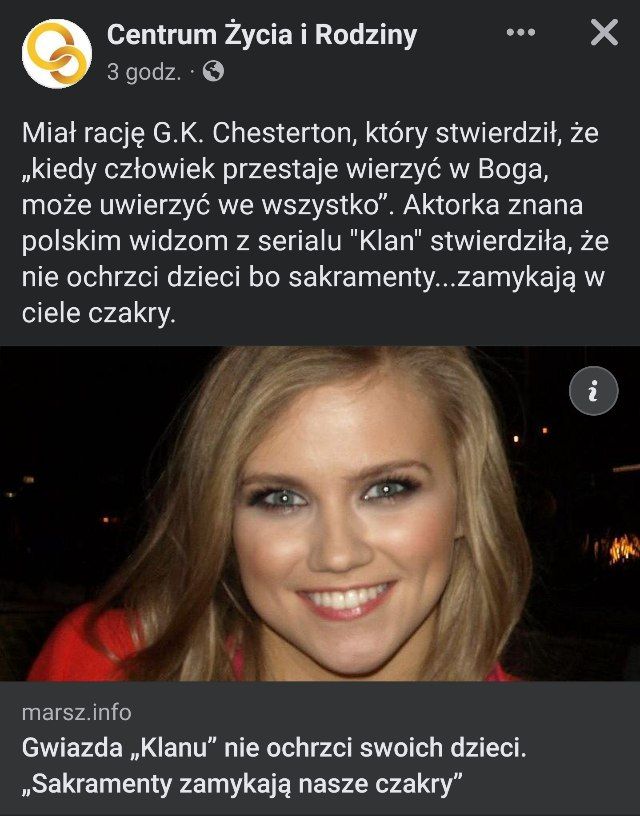 Centrum Życia i Rodziny
3 godz. ·
Miał rację G.K. Chesterton, który stwierdził, że
„kiedy człowiek przestaje wierzyć w Boga,
może uwierzyć we wszystko”. Aktorka znana
polskim widzom z serialu "Klan" stwierdziła, że
nie ochrzci dzieci bo sakramenty...zamykają w
ciele czakry.
i
marsz.info
Gwiazda „Klanu” nie ochrzci swoich dzieci.
„Sakramenty zamykają nasze czakry”